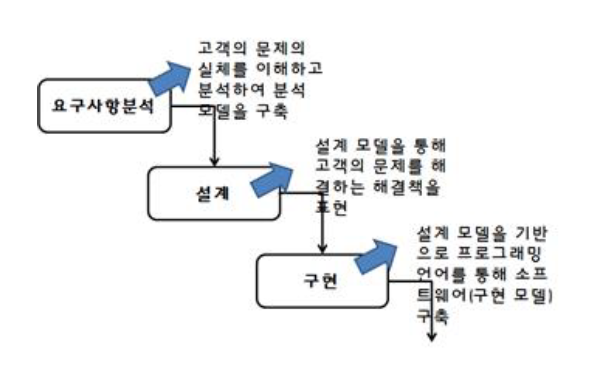 요구사항분석
고객의 문제의
실체를 이해하고
분석하여 분석
모델을 구축
설계
설계 모델을 통해
고객의 문제를 해
결하는 해결책을
표현
구현
설계 모델을 기반
으로 프로그래밍
언어를 통해 소프
트웨어(구현 모델)
구축